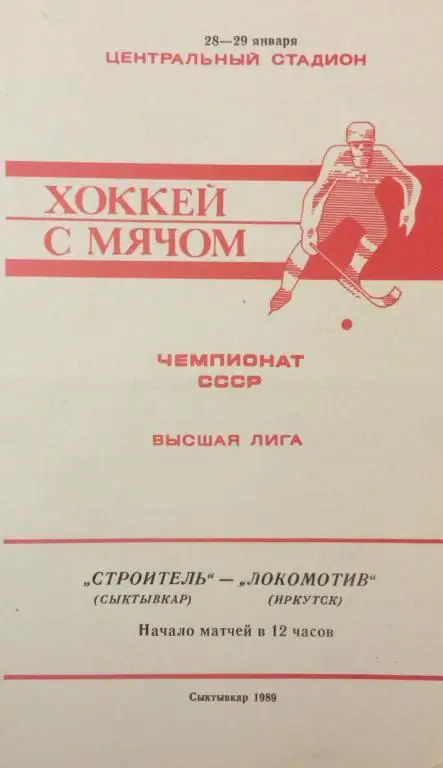 28—29 января
ЦЕНТРАЛЬНЫЙ СТАДИОН
ХОККЕЙ
С МЯЧОМ
ЧЕМПИОНАТ
СССР
ВЫСШАЯ ЛИГА
„СТРОИТЕЛЬ“ — „ЛОКОМОТИВ“
(СЫКТЫВКАР) (ИРКУТСК)
Начало матчей в 12 часов
Сыктывкар 1989